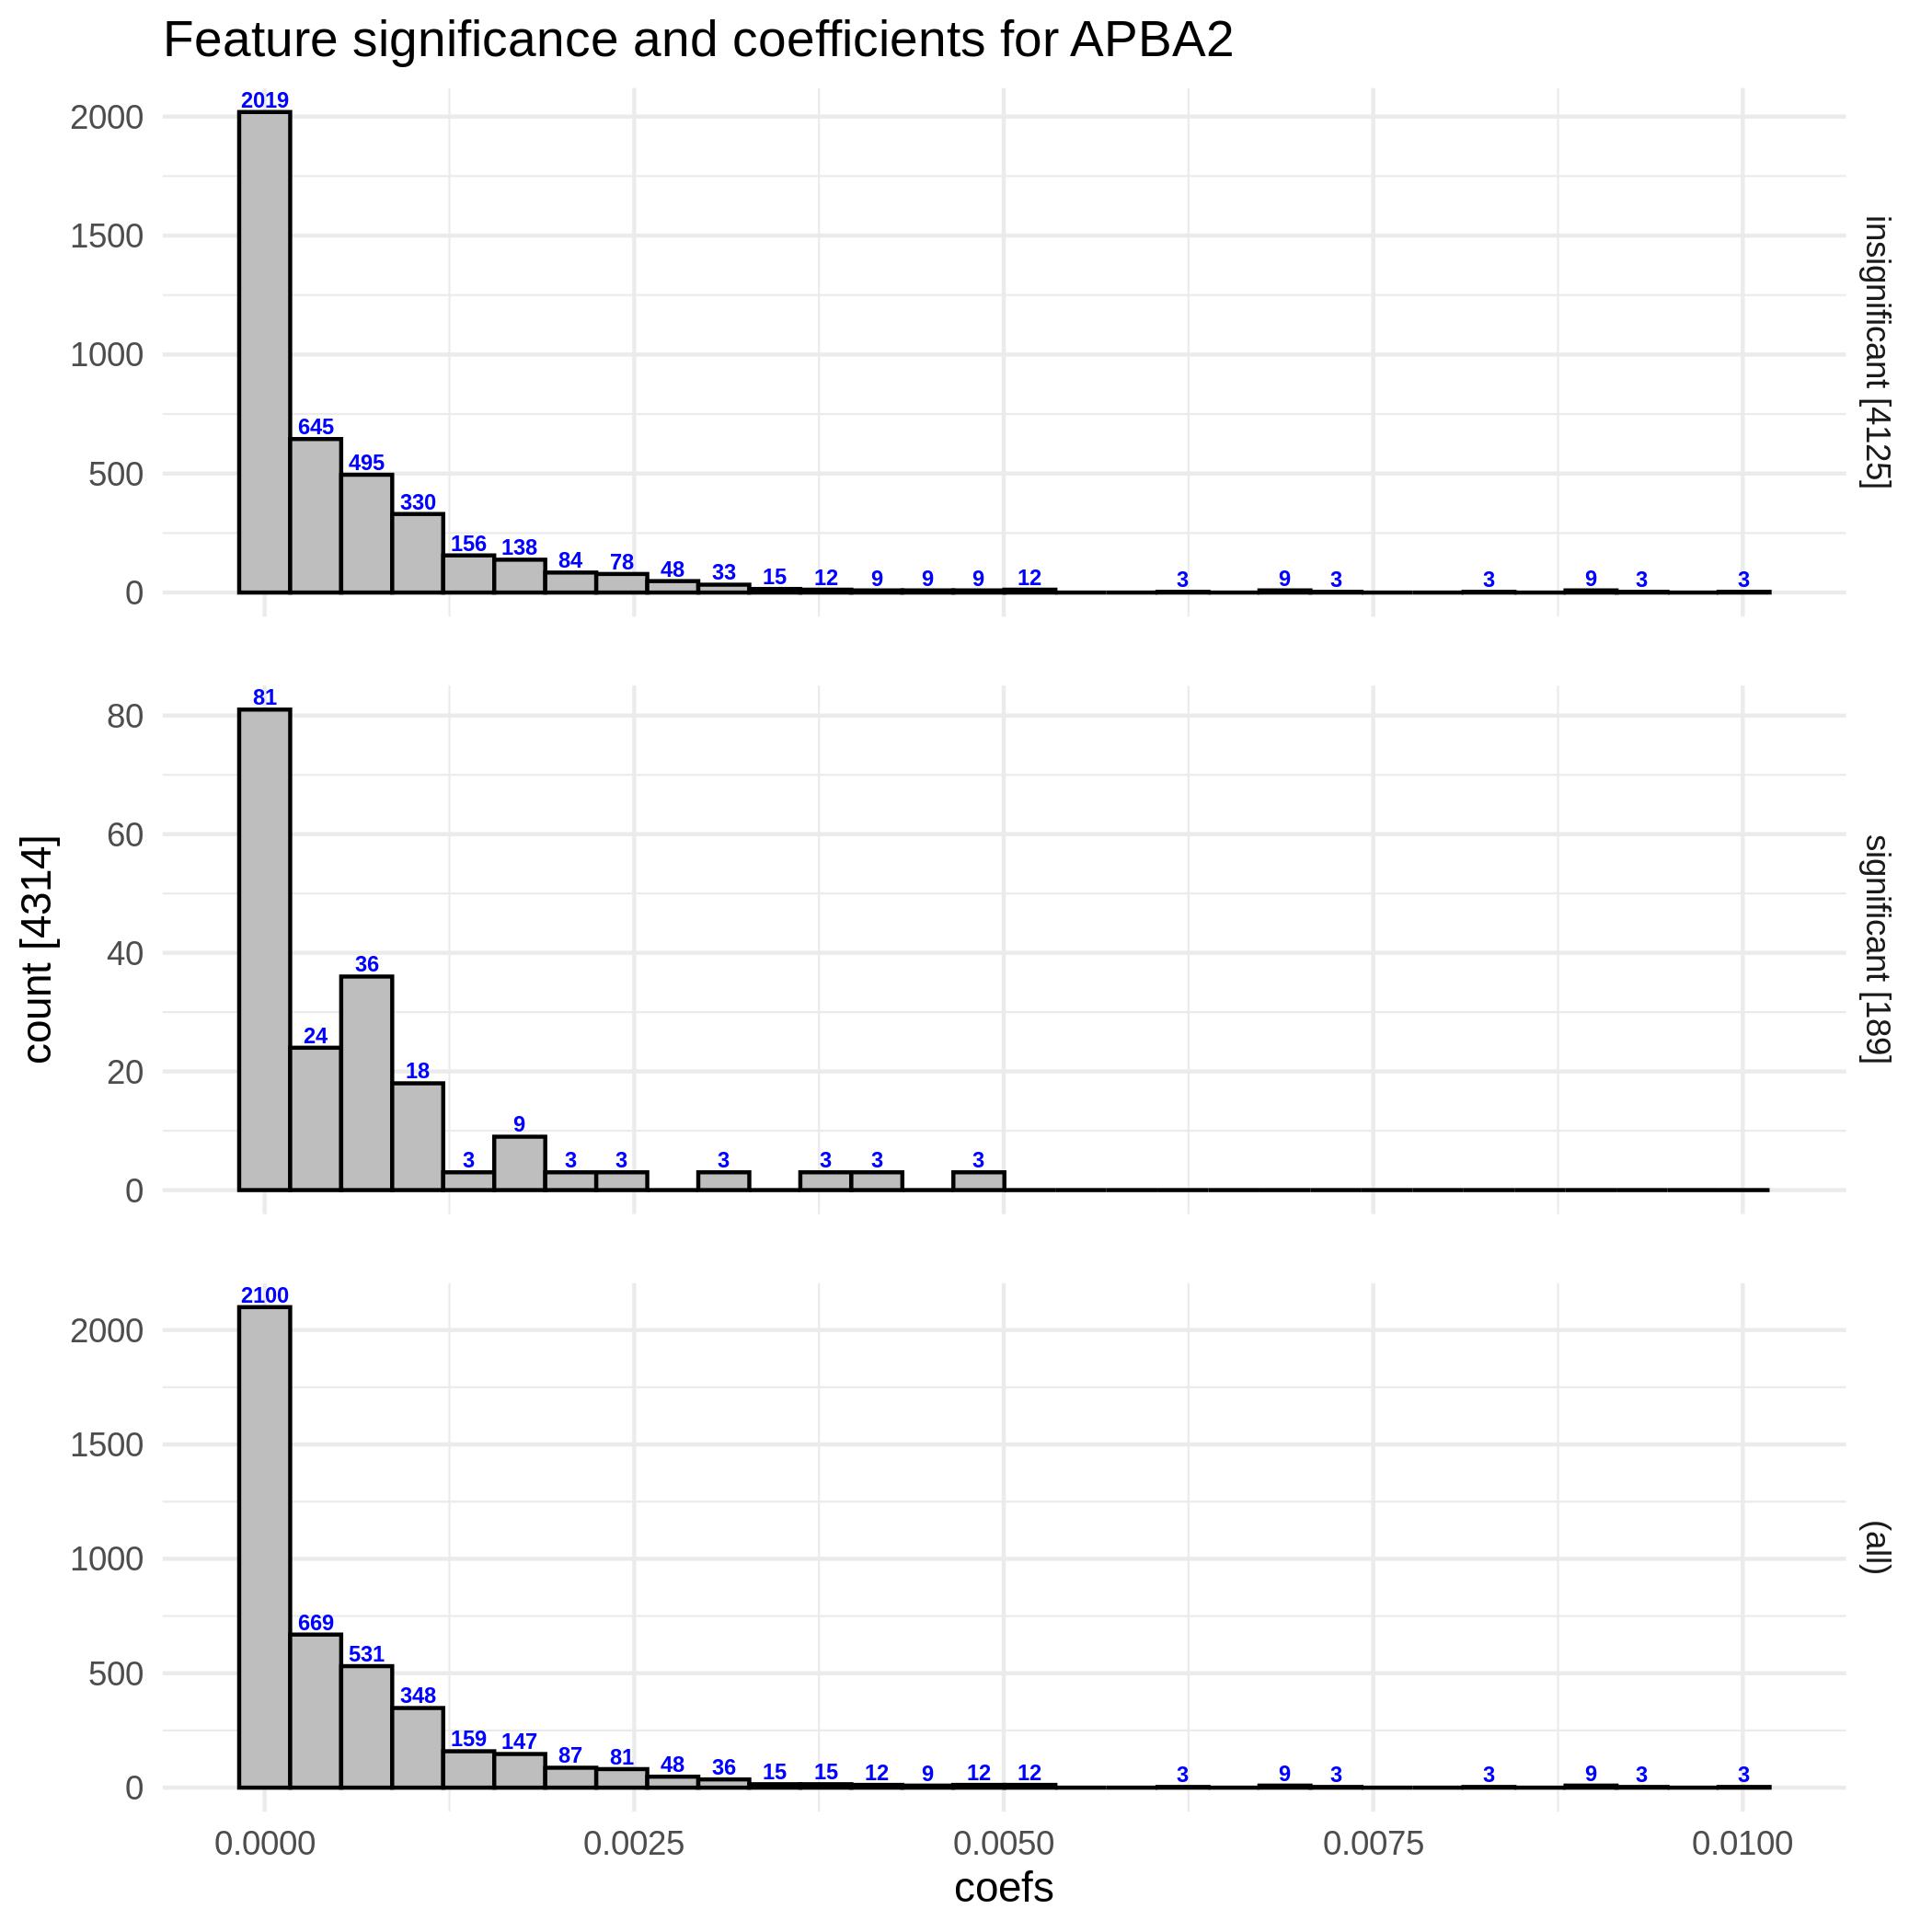 Feature significance and coefficients for APBA2
2019
2000
1500
1000
645
495
500
330
156 138 84 78 48 33 15 12 9 9 9 12 3 9 3 3 9 3 3
0
insignificant [4125]
81
80
60
40
36
24
20
18
9
3 3 3 3 3 3 3
0
significant [189]
count [4314]
2100
2000
1500
1000
669
531
500
348
159 147 87 81 48 36 15 15 12 9 12 12 3 9 3 3 9 3 3
0
(all)
0.0000 0.0025 0.0050 0.0075 0.0100
coefs